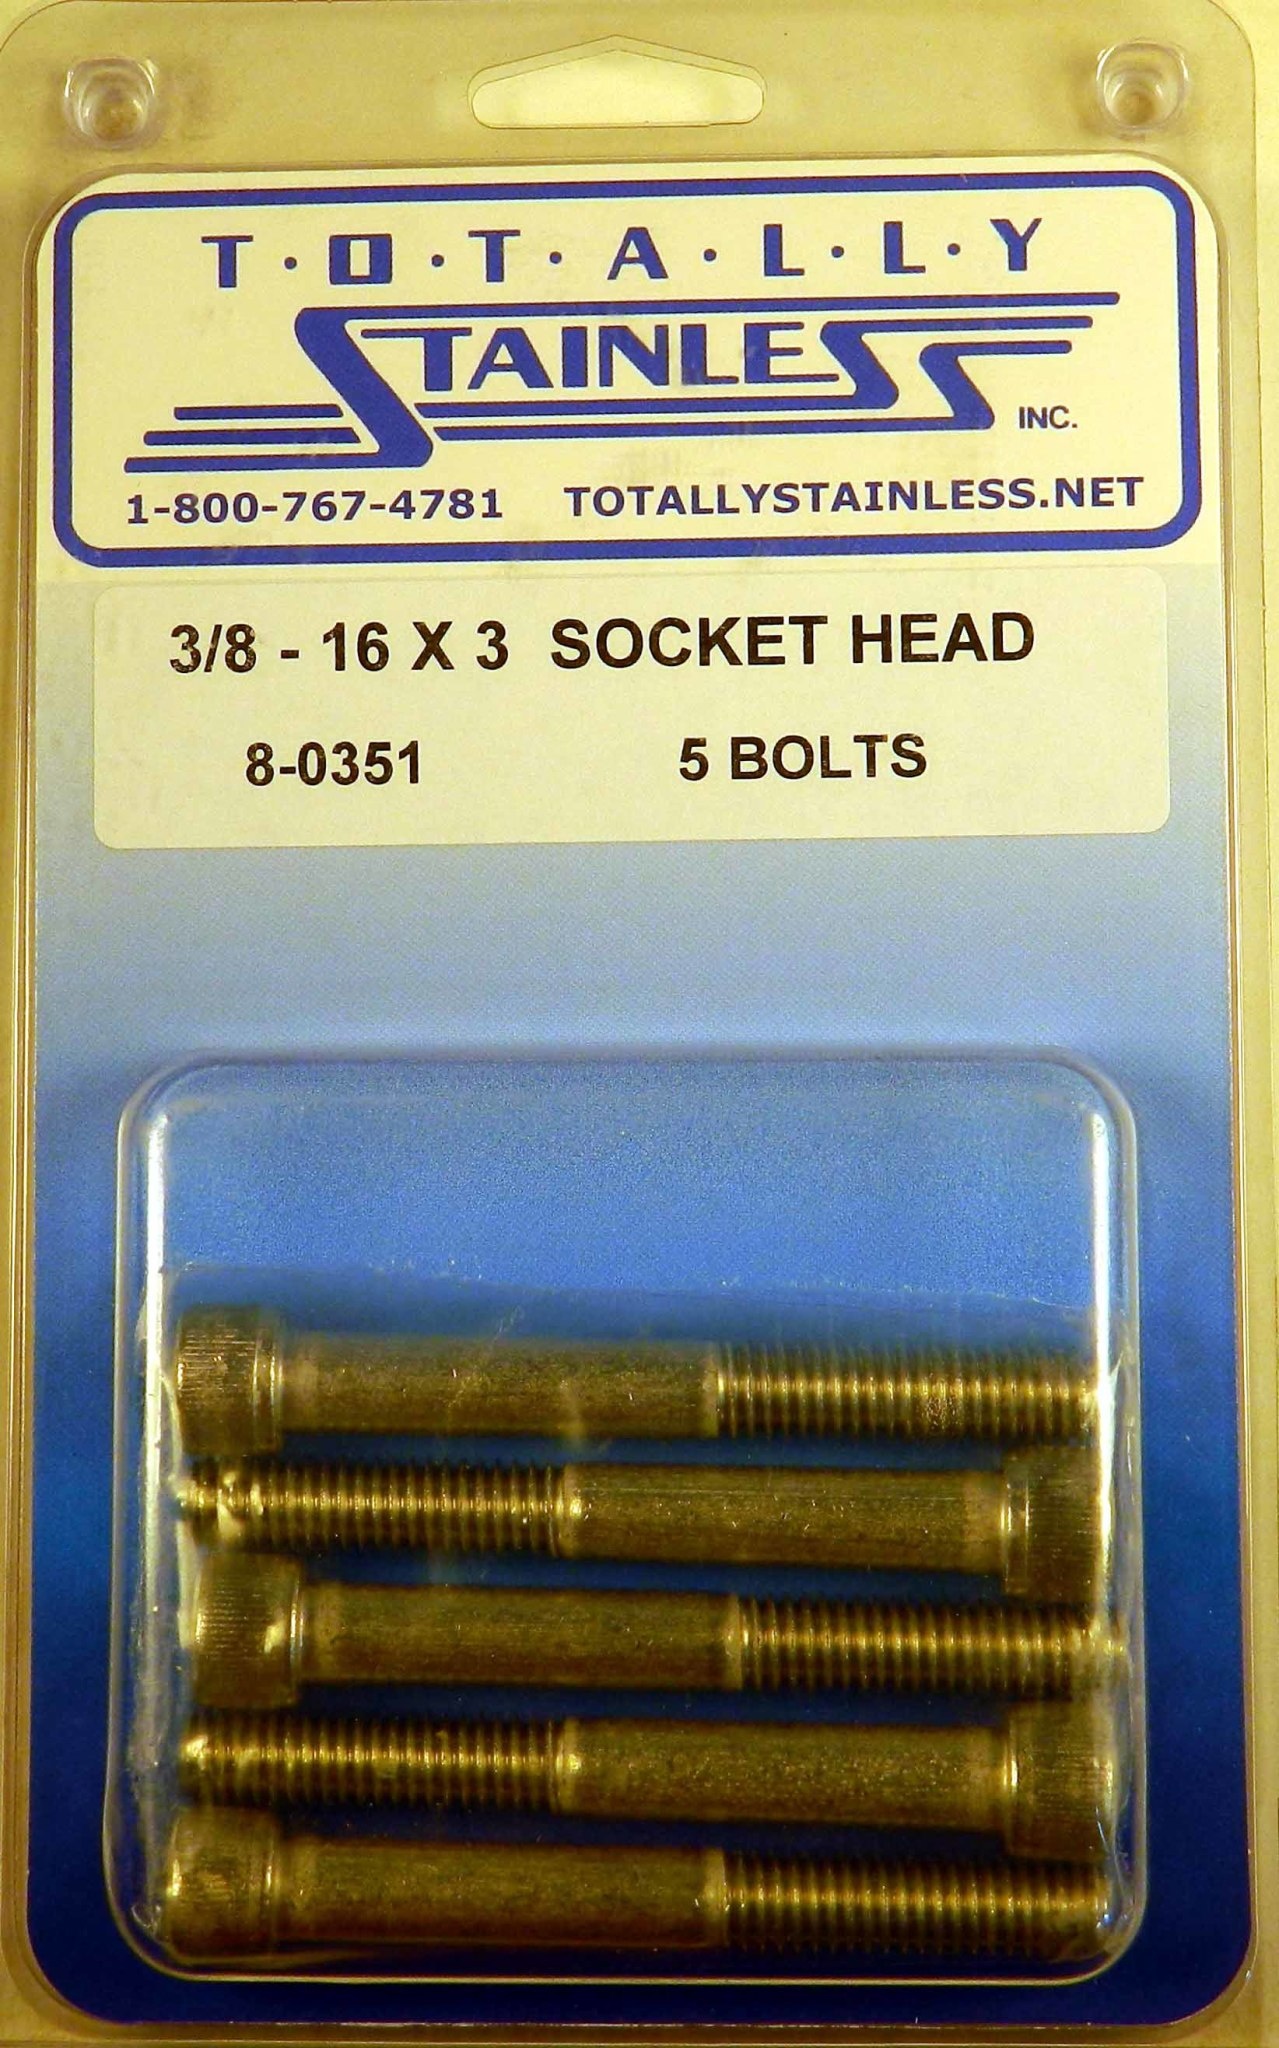 T·O·T·A·L·L·Y
STAINLESS
INC.
1-800-767-4781 TOTALLYSTAINLESS.NET
3/8 - 16 X 3 SOCKET HEAD
8-0351 5 BOLTS